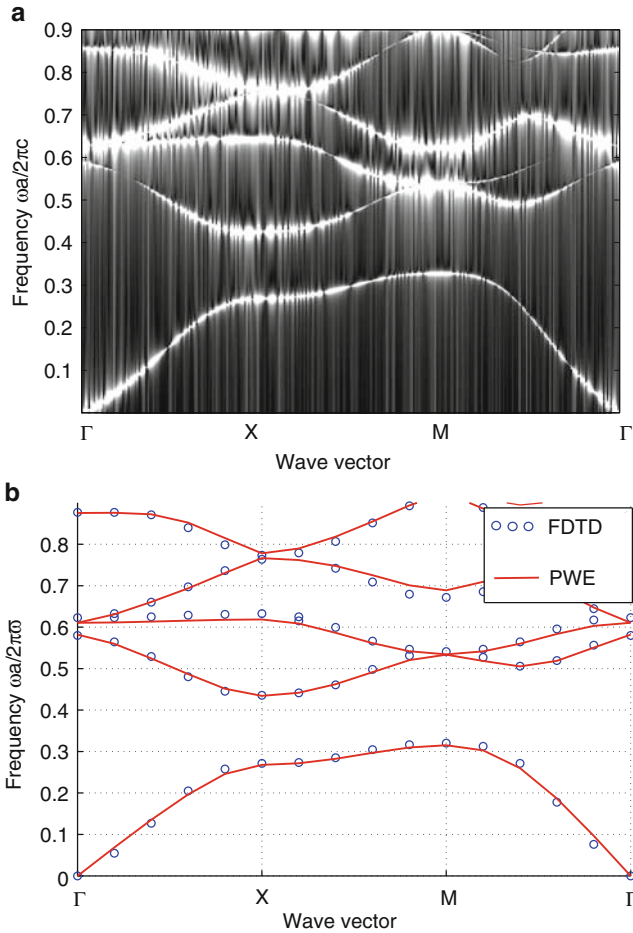 a
0.9
0.8
0.7
0.6
0.5
0.4
0.3
0.2
0.1
Frequency ωa/2πc
Γ X M Γ
Wave vector
b
0.8
0.7
0.6
0.5
0.4
0.3
0.2
0.1
0
Frequency ωa/2πϖ
FDTD
PWE
Γ X M Γ
Wave vector